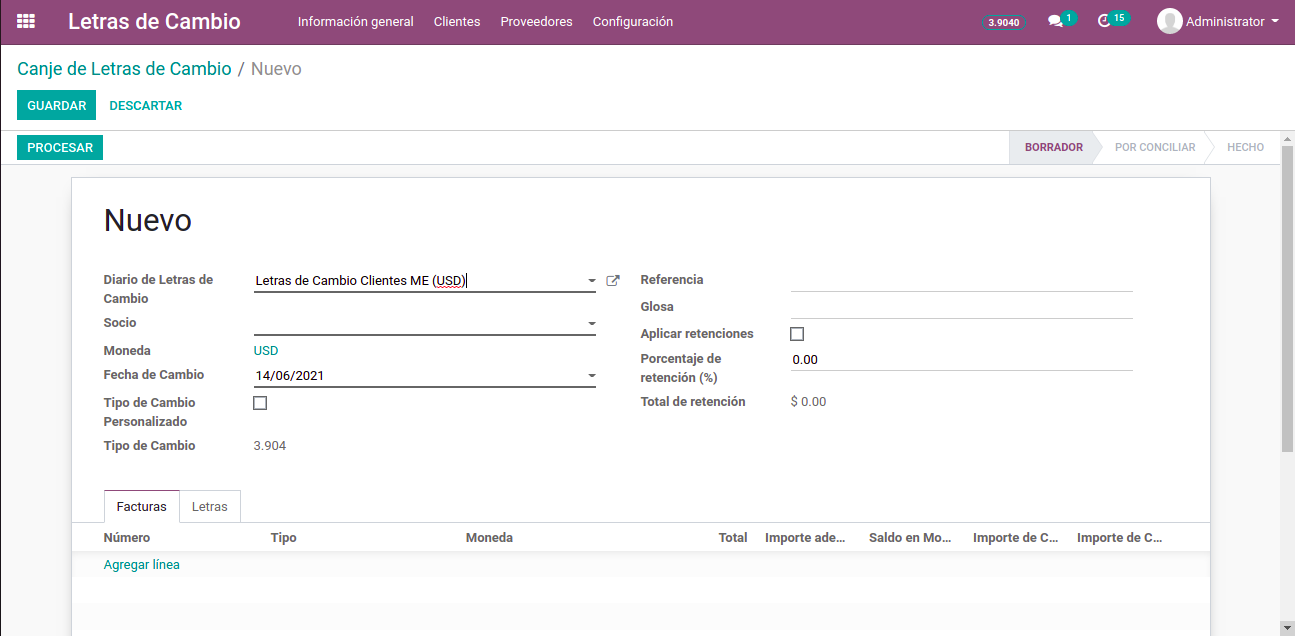 Letras de Cambio Información general Clientes Proveedores Configuración 3.9040 1 15 Administrator
Canje de Letras de Cambio / Nuevo
GUARDAR DESCARTAR
PROCESAR BORRADOR POR CONCILIAR HECHO
Nuevo
Diario de Letras de Cambio
Letras de Cambio Clientes ME (USD)
Socio
Moneda USD
Fecha de Cambio 14/06/2021
Tipo de Cambio
Personalizado
Tipo de Cambio 3.904
Referencia
Glosa
Aplicar retenciones
Porcentaje de
retención (%)
0.00
Total de retención $ 0.00
Facturas Letras
Número Tipo Moneda Total Importe ade... Saldo en Mo... Importe de C... Importe de C...
Agregar línea